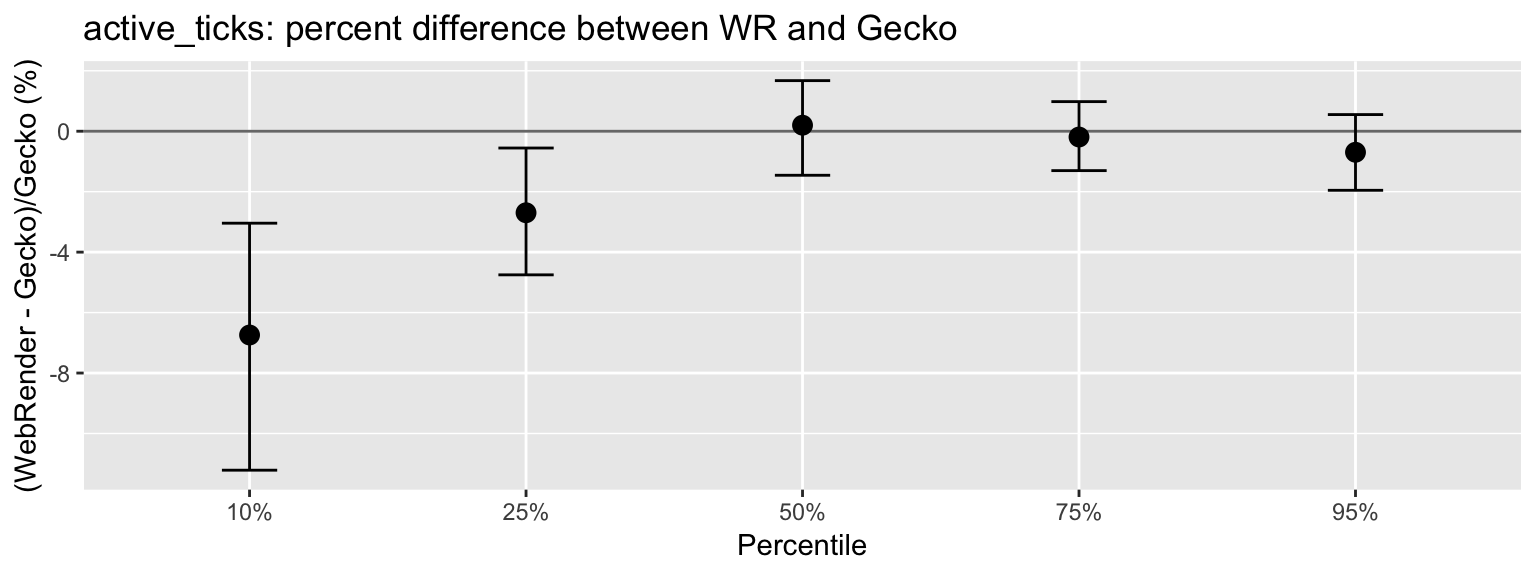 active_ticks: percent difference between WR and Gecko
(WebRender - Gecko)/Gecko (%)
0
-4
-8
10% 25% 50% 75% 95%
Percentile